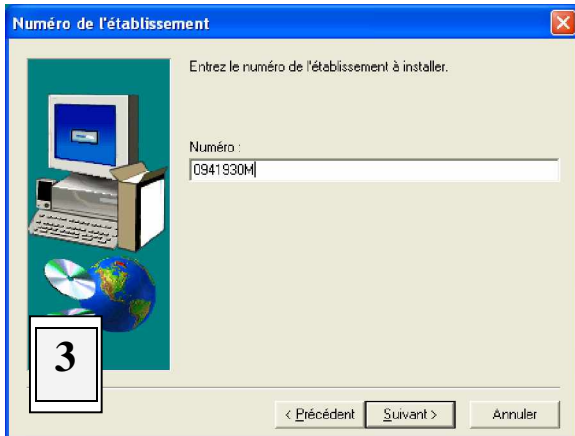 Numéro de l'établissement
Entrez le numéro de l'établissement à installer.
Numéro :
0941930M
3
< Précédent
Suivant >
Annuler